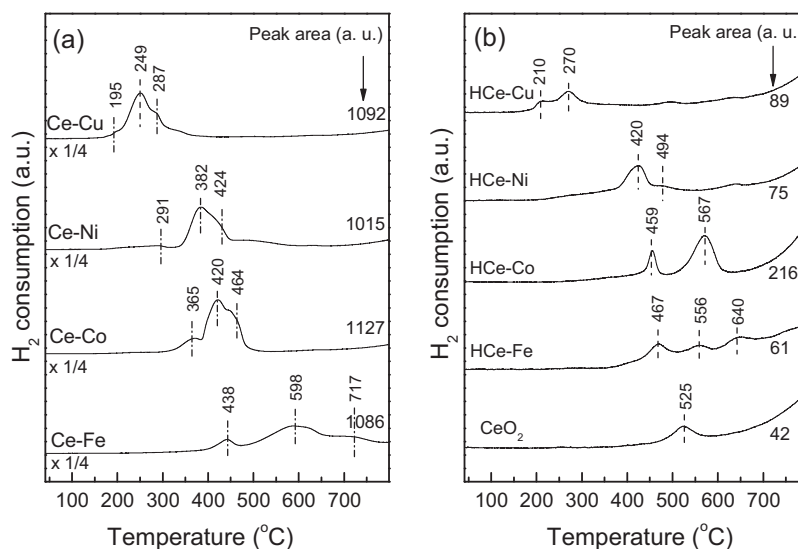 (a)
Peak area (a. u.)
195
249
287
1092
Ce-Cu
x 1/4
291
382
424
1015
Ce-Ni
x 1/4
365
420
464
1127
Ce-Co
x 1/4
438
598
717
1086
Ce-Fe
x 1/4
H₂ consumption (a.u.)
100 200 300 400 500 600 700
Temperature (°C)
(b)
Peak area (a. u.)
210
270
HCe-Cu
89
420
494
HCe-Ni
75
459
567
HCe-Co
216
467
556
640
HCe-Fe
61
525
CeO₂
42
H₂ consumption (a.u.)
100 200 300 400 500 600 700
Temperature (°C)